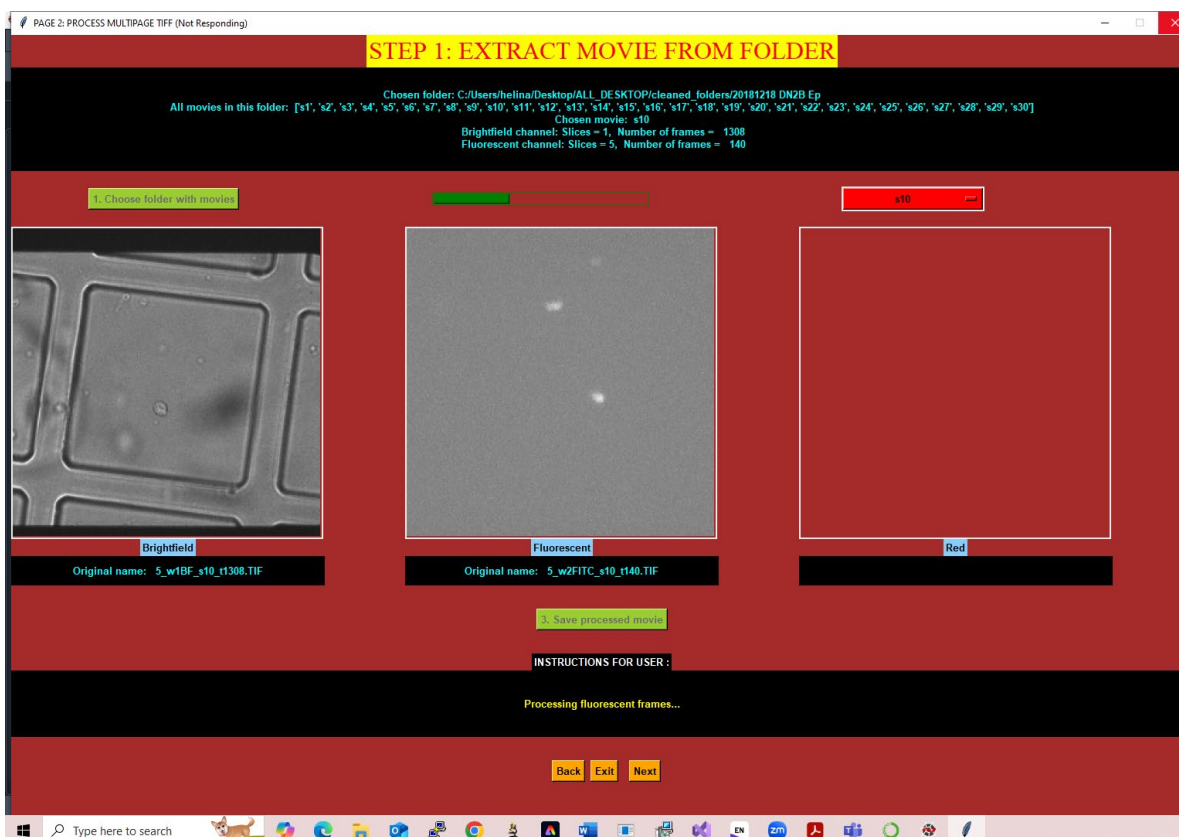 PAGE 2: PROCESS MULTIPAGE TIFF (Not Responding)
STEP 1: EXTRACT MOVIE FROM FOLDER
Chosen folder: C:/Users/helina/Desktop/ALL_DESKTOP/cleaned_folders/20181218 DN2B Ep
All movies in this folder: ['s1', 's2', 's3', 's4', 's5', 's6', 's7', 's8', 's9', 's10', 's11', 's12', 's13', 's14', 's15', 's16', 's17', 's18', 's19', 's20', 's21', 's22', 's23', 's24', 's25', 's26', 's27', 's28', 's29', 's30']
Chosen movie: s10
Brightfield channel: Slices = 1, Number of frames = 1308
Fluorescent channel: Slices = 5, Number of frames = 140
1. Choose folder with movies
s10
Brightfield
Fluorescent
Red
Original name: 5_w1BF_s10_t1308.TIF
Original name: 5_w2FITC_s10_t140.TIF
3. Save processed movie
INSTRUCTIONS FOR USER :
Processing fluorescent frames...
Back Exit Next
Type here to search
EN
zm